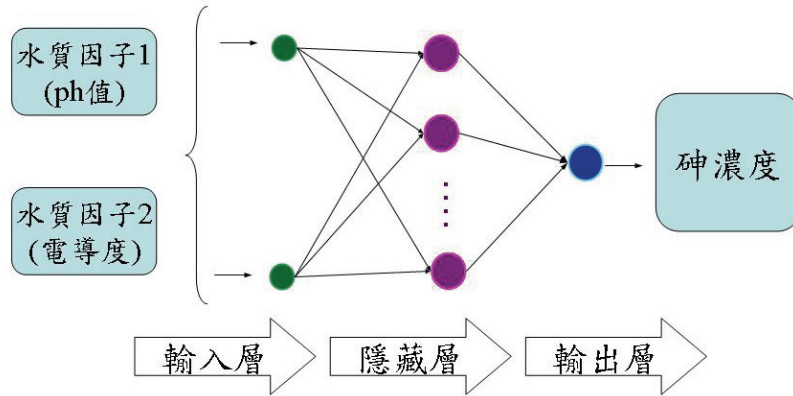 水質因子1
(ph值)
水質因子2
(電導度)
砷濃度
輸入層
隱藏層
輸出層